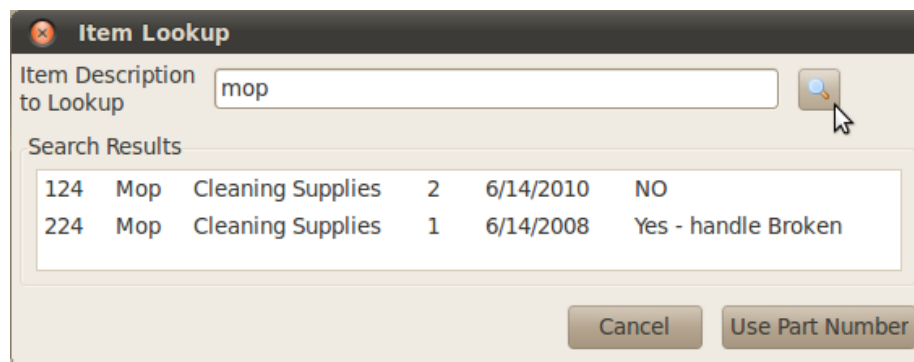 Item Lookup
Item Description
to Lookup
mop
Search Results
124 Mop Cleaning Supplies 2 6/14/2010 NO
224 Mop Cleaning Supplies 1 6/14/2008 Yes - handle Broken
Cancel Use Part Number